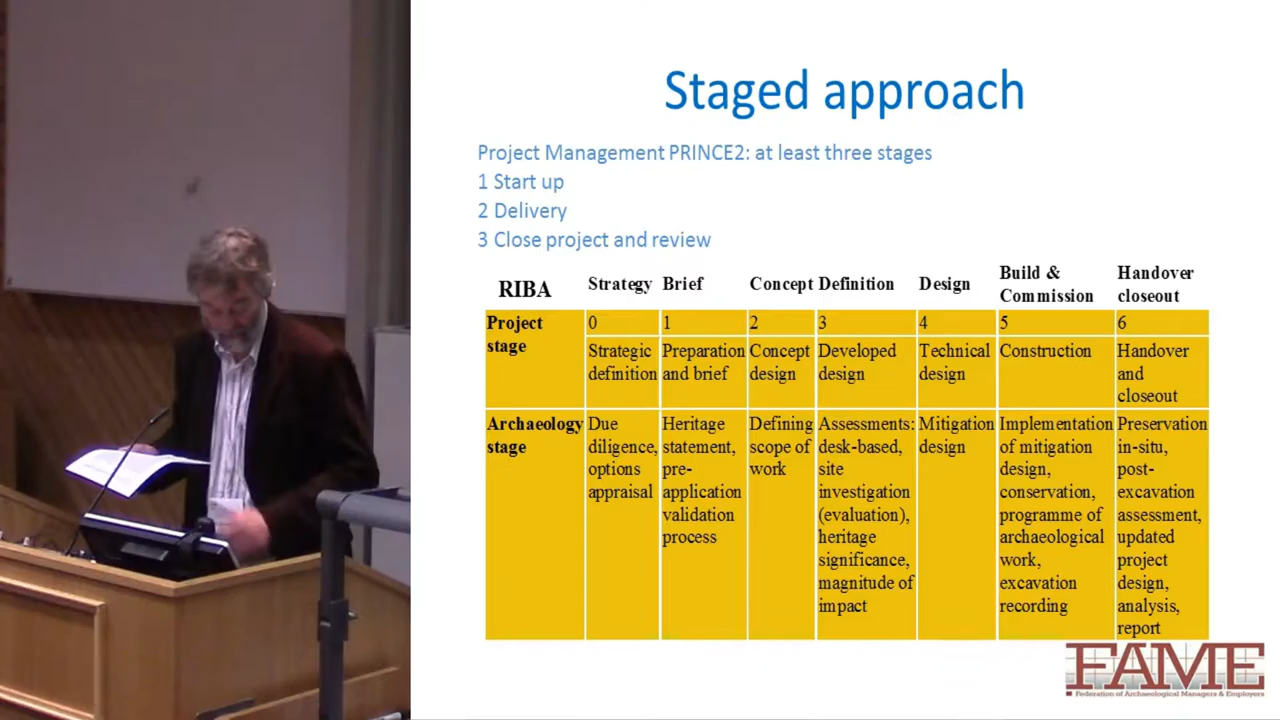 Staged approach
Project Management PRINCE2: at least three stages
1 Start up
2 Delivery
3 Close project and review
RIBA
Strategy
Brief
Concept
Definition
Design
Build &
Commission
Handover
closeout
Project
stage
0
1
2
3
4
5
6
Strategic
definition
Preparation
and brief
Concept
design
Developed
design
Technical
design
Construction
Handover
and
closeout
Archaeology
stage
Due
diligence,
options
appraisal
Heritage
statement,
pre-
application
validation
process
Defining
scope of
work
Assessments:
desk-based,
site
investigation
(evaluation),
heritage
significance,
magnitude of
impact
Mitigation
design
Implementation
of mitigation
design,
conservation,
programme of
archaeological
work,
excavation
recording
Preservation
in-situ,
post-
excavation
assessment,
updated
project
design,
analysis,
report
FAME
Federation of Archaeological Managers & Employers